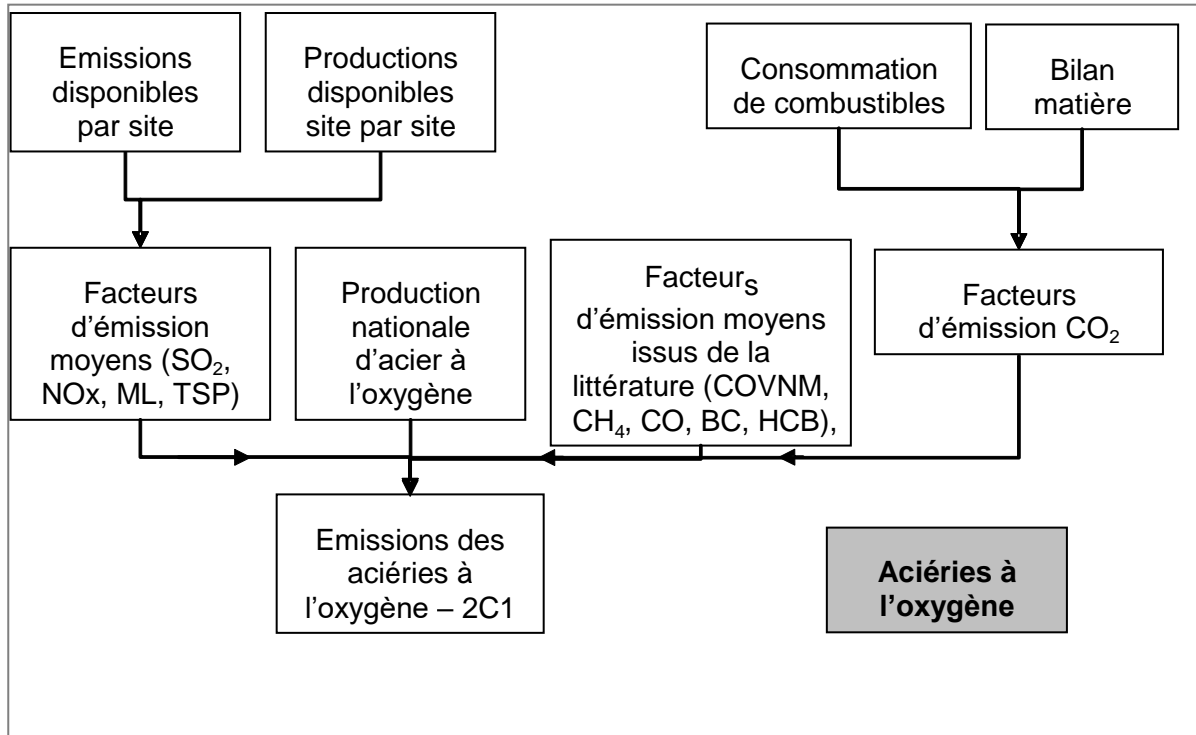 Emissions
disponibles
par site
Productions
disponibles
site par site
Consommation
de combustibles
Bilan
matière
Facteurs
d’émission
moyens (SO₂,
NOx, ML, TSP)
Production
nationale
d’acier à
l’oxygène
Facteurs
d’émission moyens
issus de la
littérature (COVNM,
CH₄, CO, BC, HCB),
Facteurs
d’émission CO₂
Emissions des
aciéries à
l’oxygène – 2C1
Aciéries à
l’oxygène